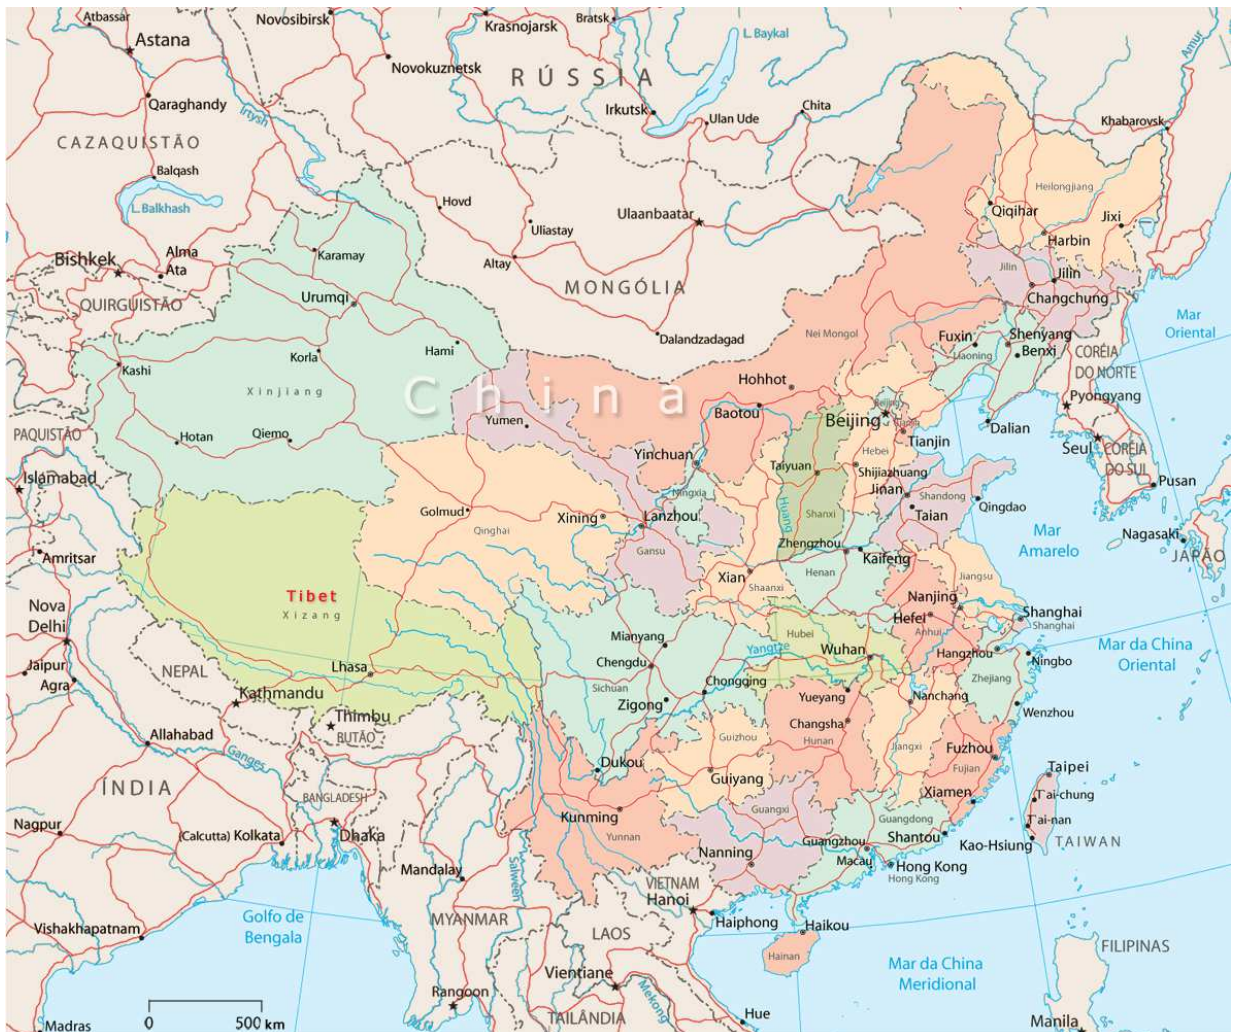 Atbassar
Astana
Novosibirsk
Krasnojarsk
Bratsk
L. Baykal
Amur
Novokuznetsk
RÚSSIA
Qaraghandy
Irtysh
Irkutsk
Ulan Ude
Chita
Khabarovsk
CAZAQUISTÃO
Balqash
L. Balkhash
Hovd
Uliastay
Ulaanbaatar
Heilongjiang
Qiqihar
Jixi
Harbin
Alma
Ata
Bishkek
Karamay
Altay
MONGÓLIA
Jilin
Jilin
Changchung
QUIRGUISTÃO
Urumqi
Dalandzadagad
Nei Mongol
Fuxin
Shenyang
Liaoning
Benxi
Mar
Oriental
Kashi
Korla
Hami
CORÉIA
DO NORTE
Xinjiang
China
Hohhot
Baotou
Beijing
Beijing
Tianjin
Pyongyang
PAQUISTÃO
Hotan
Qiemo
Yumen
Yinchuan
Hebei
Tianjin
Dalian
Seul
CORÉIA
DO SUL
Islāmabad
Taiyuan
Shijiazhuang
Jinan
Shandong
Pusan
Golmud
Xining
Ningxia
Lanzhou
Huang
Shanxi
Taian
Qingdao
Qinghai
Gansu
Zhengzhou
Kaifeng
Mar
Amarelo
Nagasaki
JAPÃO
Amritsar
Xian
Shaanxi
Henan
Jiangsu
Tibet
Xizang
Nanjing
Hefei
Shanghai
Shanghai
Nova
Delhi
Mianyang
Hubei
Anhui
Yangtze
Wuhan
Hangzhou
Ningbo
Mar da China
Oriental
Jaipur
Agra
NEPAL
Lhasa
Chengdu
Sichuan
Chongqing
Zhejiang
Kathmandu
Zigong
Yueyang
Nanchang
Wenzhou
Thimbu
BUTÃO
Changsha
Allahabad
Ganges
Guizhou
Hunan
Jiangxi
Fuzhou
Fujian
Dukou
Guiyang
Taipei
ÍNDIA
BANGLADESH
Guangxi
Xiamen
T'ai-chung
Kunming
Guangdong
T'ai-nan
Nagpur
(Calcutta) Kolkata
Dhaka
Yunnan
Guangzhou
Shantou
Kao-Hsiung
TAIWAN
Nanning
Macau
Hong Kong
Hong Kong
Mandalay
Salween
VIETNAM
Hanoi
Golfo de
Bengala
MYANMAR
Haiphong
Haikou
Vishakhapatnam
LAOS
Hainan
FILIPINAS
Mar da China
Meridional
Vientiane
Rangoon
Mekong
0 500 km
Madras
TAILÂNDIA
Hue
Manila